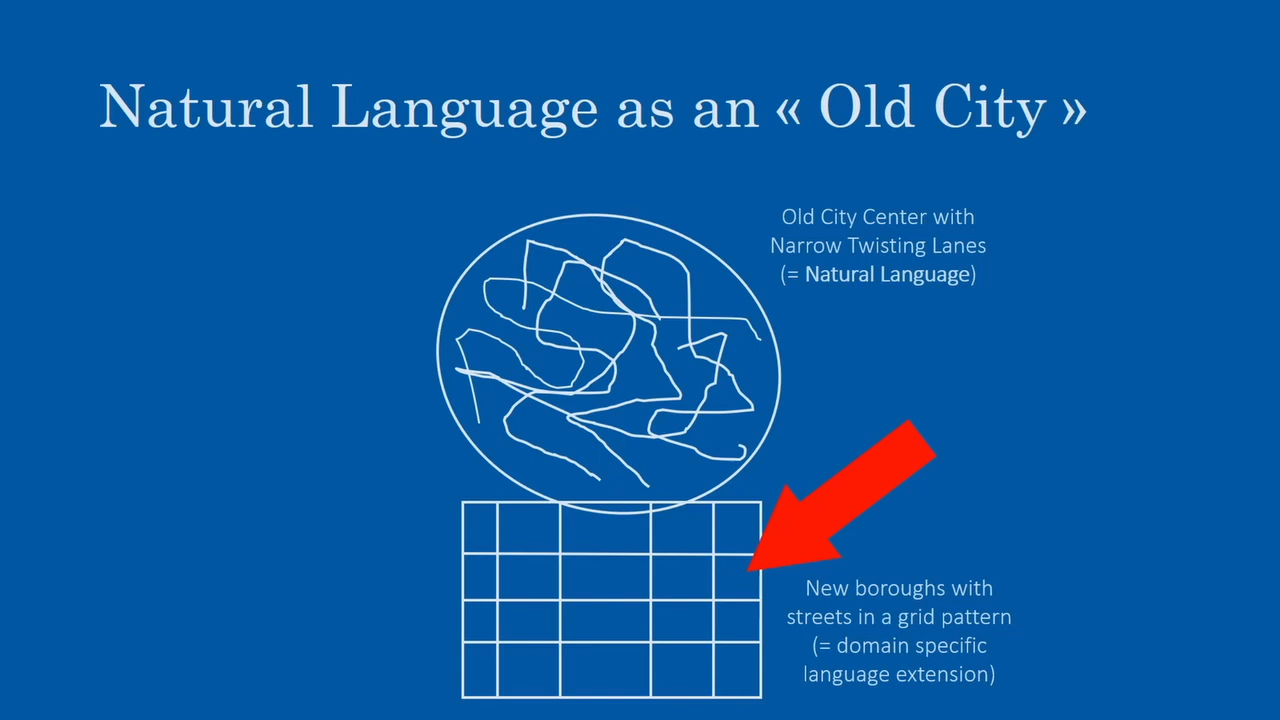 Natural Language as an « Old City »
Old City Center with
Narrow Twisting Lanes
(= Natural Language)
New boroughs with
streets in a grid pattern
(= domain specific
language extension)